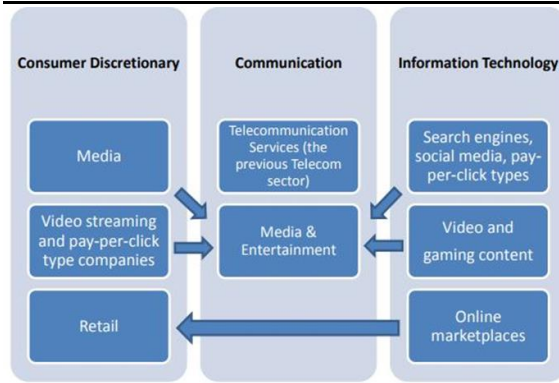 Consumer Discretionary
Media
Video streaming
and pay-per-click
type companies
Retail
Communication
Telecommunication
Services (the
previous Telecom
sector)
Media &
Entertainment
Information Technology
Search engines,
social media, pay-
per-click types
Video and
gaming content
Online
marketplaces